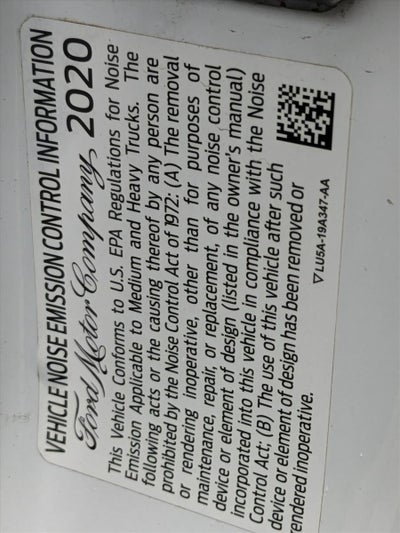 VEHICLE NOISE EMISSION CONTROL INFORMATION
Ford Motor Company 2020
This Vehicle Conforms to U.S. EPA Regulations for Noise
Emission Applicable to Medium and Heavy Trucks. The
following acts or the causing thereof by any person are
prohibited by the Noise Control Act of 1972: (A) The removal
or rendering inoperative, other than for purposes of
maintenance, repair, or replacement, of any noise control
device or element of design (listed in the owner's manual)
incorporated into this vehicle in compliance with the Noise
Control Act; (B) The use of this vehicle after such
device or element of design has been removed or
rendered inoperative.
▽LU5A-19A347-AA